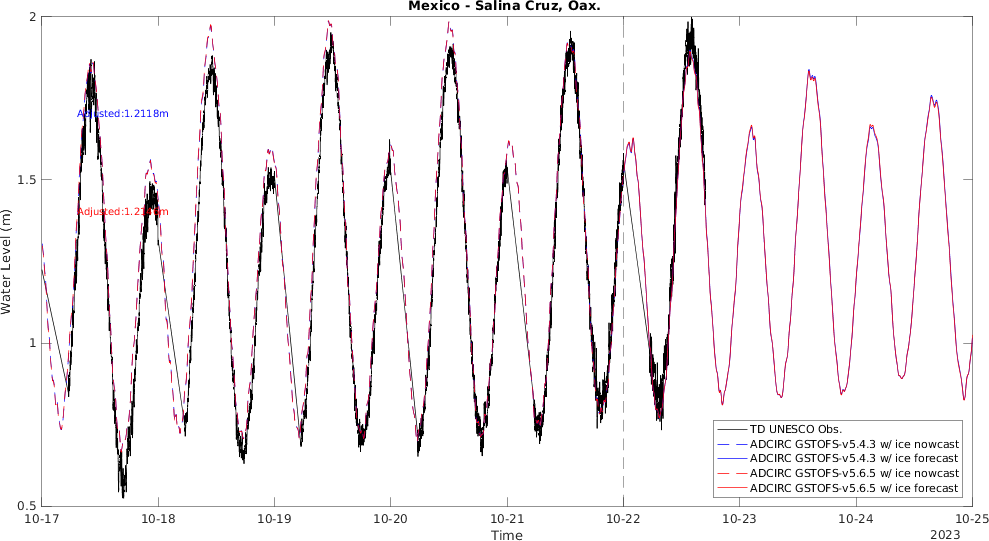 Mexico - Salina Cruz, Oax.
2
1.5
1
0.5
Water Level (m)
Adjusted:1.2118m
10-17
10-18
10-19
10-20
10-21
10-22
10-23
10-24
10-25
Time
2023
TD UNESCO Obs.
ADCIRC GSTOFS-v5.4.3 w/ ice nowcast
ADCIRC GSTOFS-v5.4.3 w/ ice forecast
ADCIRC GSTOFS-v5.6.5 w/ ice nowcast
ADCIRC GSTOFS-v5.6.5 w/ ice forecast